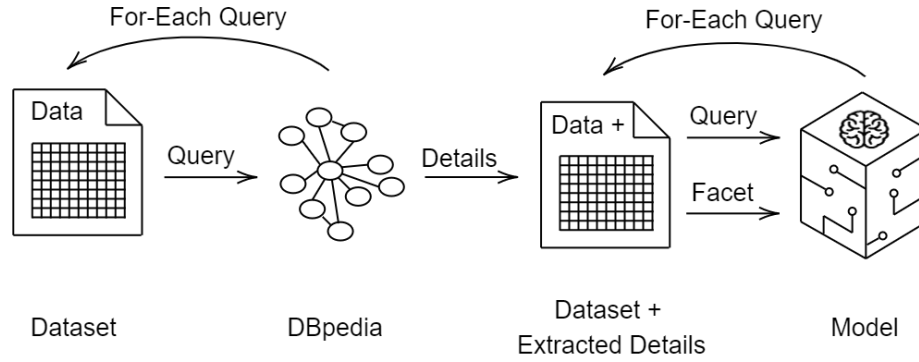 For-Each Query
For-Each Query
Data
Query
Details
Data +
Query
Facet
Dataset
DBpedia
Dataset +
Extracted Details
Model